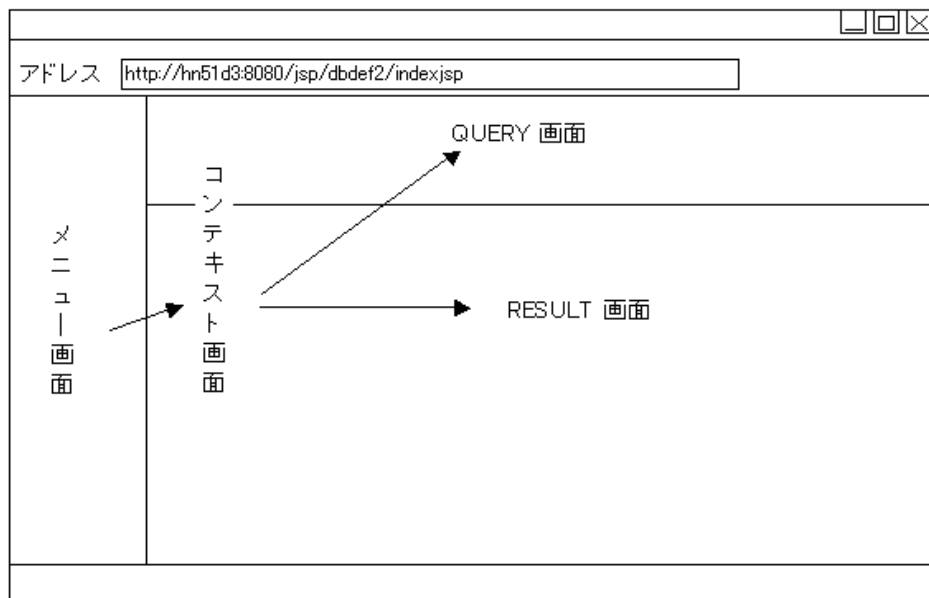 アドレス http://hn51d3:8080/jsp/dbdef2/indexjsp
メニュー画面
コンテキスト画面
QUERY 画面
RESULT 画面